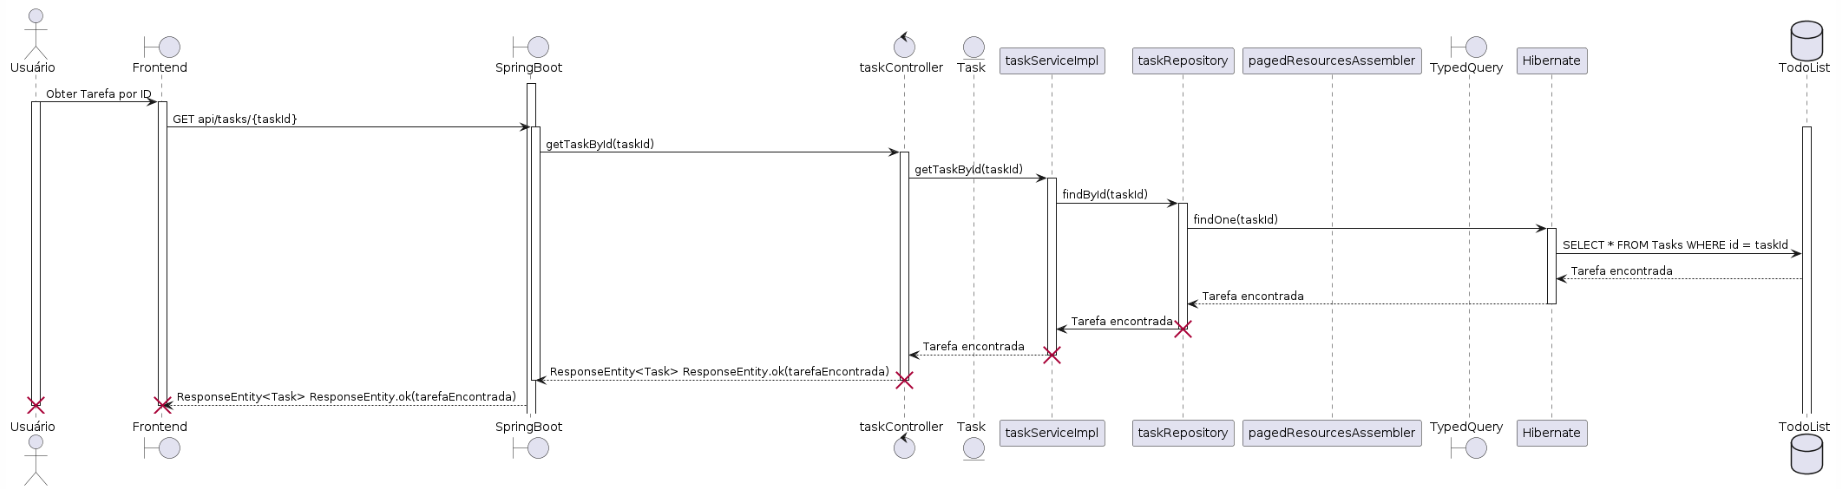 Usuário
Frontend
SpringBoot
taskController
Task
taskServiceImpl
taskRepository
pagedResourcesAssembler
TypedQuery
Hibernate
TodoList
Obter Tarefa por ID
GET api/tasks/{taskId}
getTaskById(taskId)
getTaskById(taskId)
findById(taskId)
findOne(taskId)
SELECT * FROM Tasks WHERE id = taskId
Tarefa encontrada
Tarefa encontrada
Tarefa encontrada
Tarefa encontrada
ResponseEntity<Task> ResponseEntity.ok(tarefaEncontrada)
ResponseEntity<Task> ResponseEntity.ok(tarefaEncontrada)
Usuário
Frontend
SpringBoot
taskController
Task
taskServiceImpl
taskRepository
pagedResourcesAssembler
TypedQuery
Hibernate
TodoList